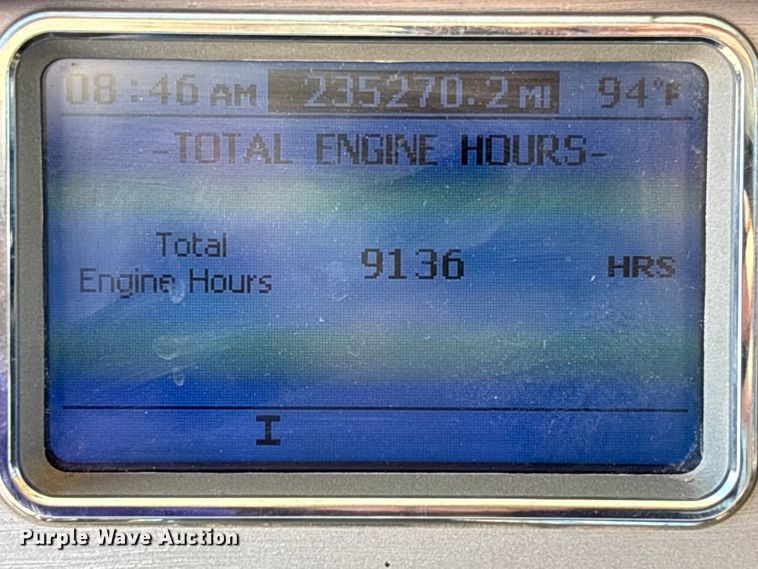 08:46 AM 235270.2 MI 94°F
-TOTAL ENGINE HOURS-
Total
Engine Hours 9136 HRS
I
Purple Wave Auction